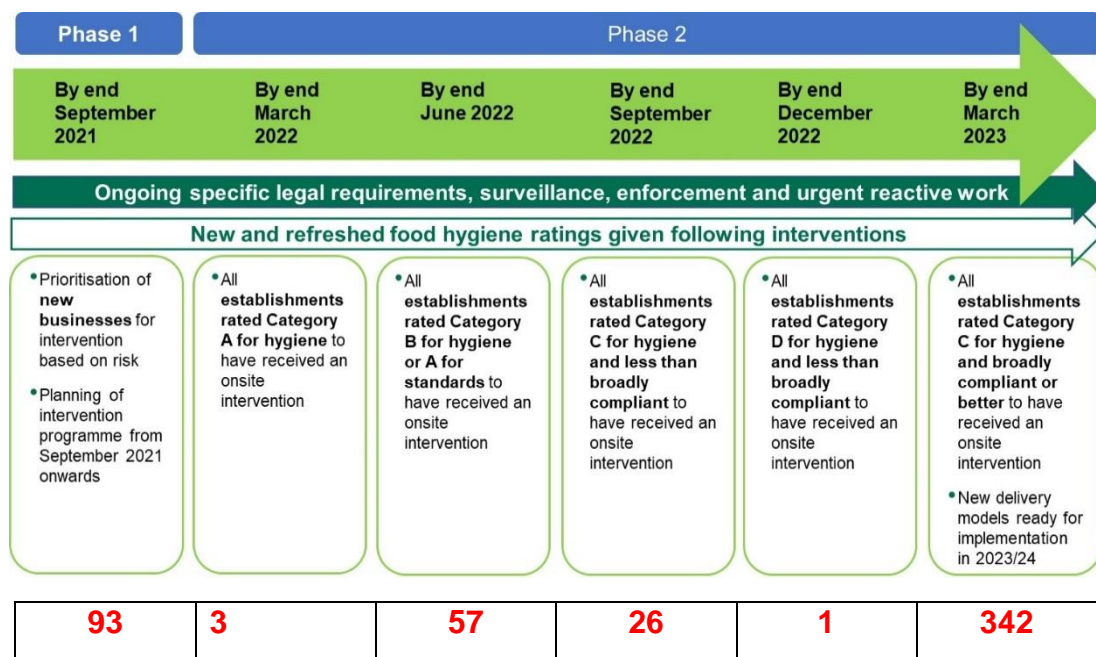 Phase 1
Phase 2
By end
September
2021
By end
March
2022
By end
June 2022
By end
September
2022
By end
December
2022
By end
March
2023
Ongoing specific legal requirements, surveillance, enforcement and urgent reactive work
New and refreshed food hygiene ratings given following interventions
•Prioritisation of
new
businesses for
intervention
based on risk
•Planning of
intervention
programme from
September 2021
onwards
•All
establishments
rated Category
A for hygiene to
have received an
onsite
intervention
•All
establishments
rated Category
B for hygiene
or A for
standards to
have received an
onsite
intervention
•All
establishments
rated Category
C for hygiene
and less than
broadly
compliant to
have received an
onsite
intervention
•All
establishments
rated Category
D for hygiene
and less than
broadly
compliant to
have received an
onsite
intervention
•All
establishments
rated Category
C for hygiene
and broadly
compliant or
better to have
received an
onsite
intervention
•New delivery
models ready for
implementation
in 2023/24
93
3
57
26
1
342